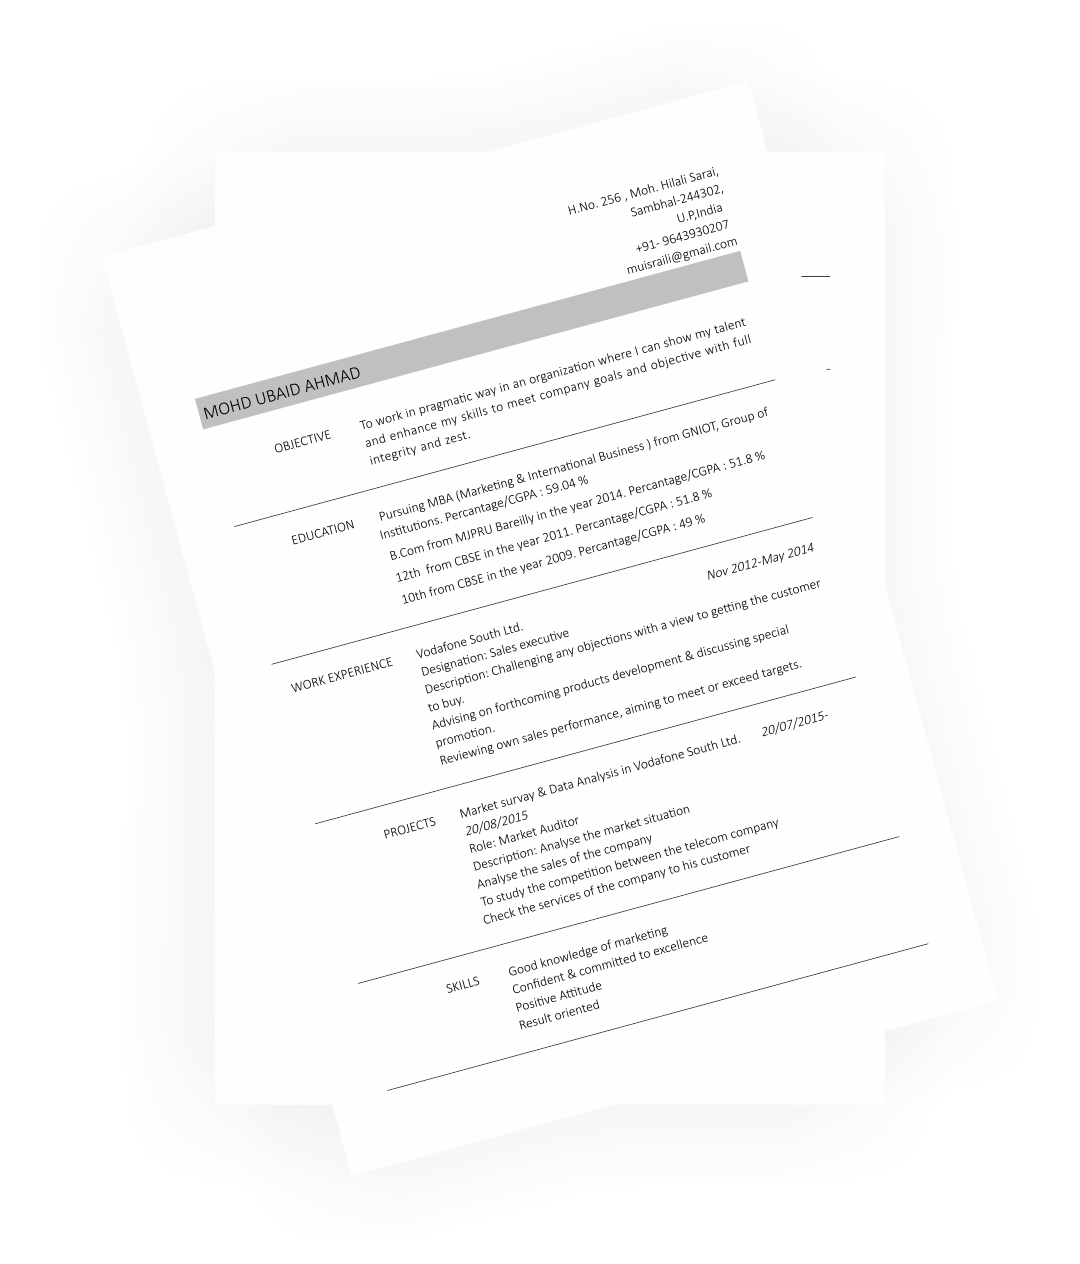 H.No. 256 , Moh. Hilali Sarai,
Sambhal-244302,
U.P,India
+91- 9643930207
muisraili@gmail.com
MOHD UBAID AHMAD
OBJECTIVE
To work in pragmatic way in an organization where I can show my talent
and enhance my skills to meet company goals and objective with full
integrity and zest.
EDUCATION
Pursuing MBA (Marketing & International Business ) from GNIOT, Group of
Institutions. Percantage/CGPA : 59.04 %
B.Com from MJPRU Bareilly in the year 2014. Percantage/CGPA : 51.8 %
12th from CBSE in the year 2011. Percantage/CGPA : 51.8 %
10th from CBSE in the year 2009. Percantage/CGPA : 49 %
Nov 2012-May 2014
WORK EXPERIENCE
Vodafone South Ltd.
Designation: Sales executive
Description: Challenging any objections with a view to getting the customer
to buy.
Advising on forthcoming products development & discussing special
promotion.
Reviewing own sales performance, aiming to meet or exceed targets.
PROJECTS
Market survay & Data Analysis in Vodafone South Ltd. 20/07/2015-
20/08/2015
Role: Market Auditor
Description: Analyse the market situation
Analyse the sales of the company
To study the competition between the telecom company
Check the services of the company to his customer
SKILLS
Good knowledge of marketing
Confident & committed to excellence
Positive Attitude
Result oriented